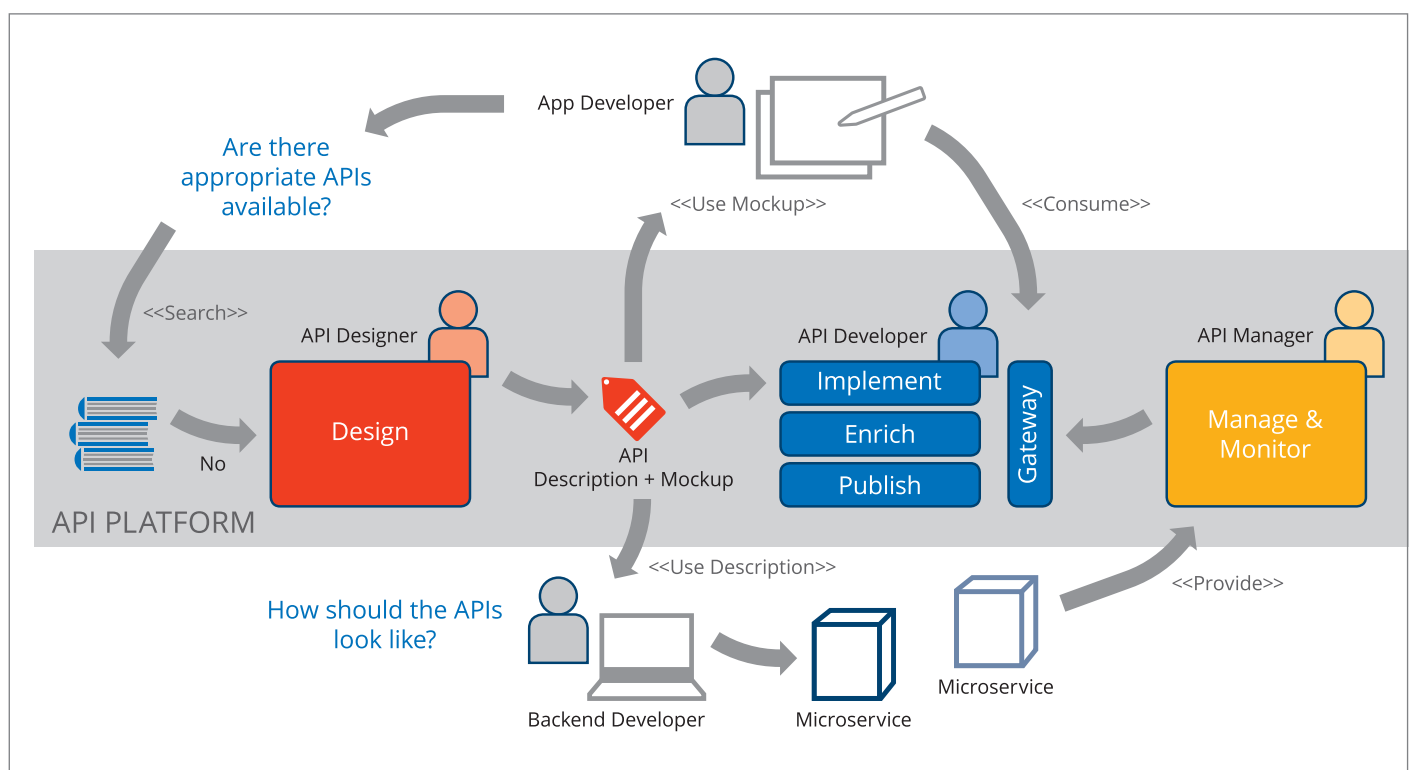 App Developer
Are there
appropriate APIs
available?
<<Use Mockup>>
<<Consume>>
<<Search>>
API Designer
API Developer
API Manager
Implement
Enrich
Publish
Gateway
Design
Manage &
Monitor
No
API
Description + Mockup
API PLATFORM
<<Use Description>>
<<Provide>>
How should the APIs
look like?
Microservice
Backend Developer
Microservice